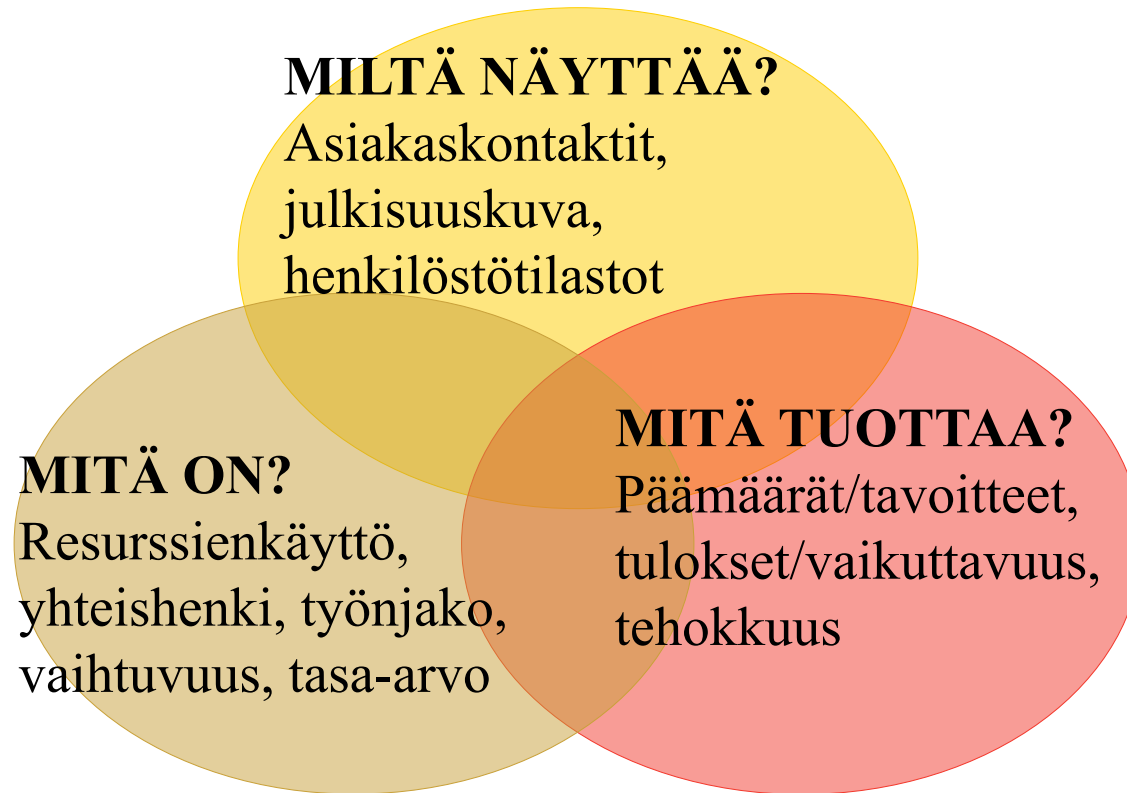 MILTÄ NÄYTTÄÄ?
Asiakaskontaktit,
julkisuuskuva,
henkilöstötilastot
MITÄ ON?
Resurssienkäyttö,
yhteishenki, työnjako,
vaihtuvuus, tasa-arvo
MITÄ TUOTTAA?
Päämäärät/tavoitteet,
tulokset/vaikuttavuus,
tehokkuus